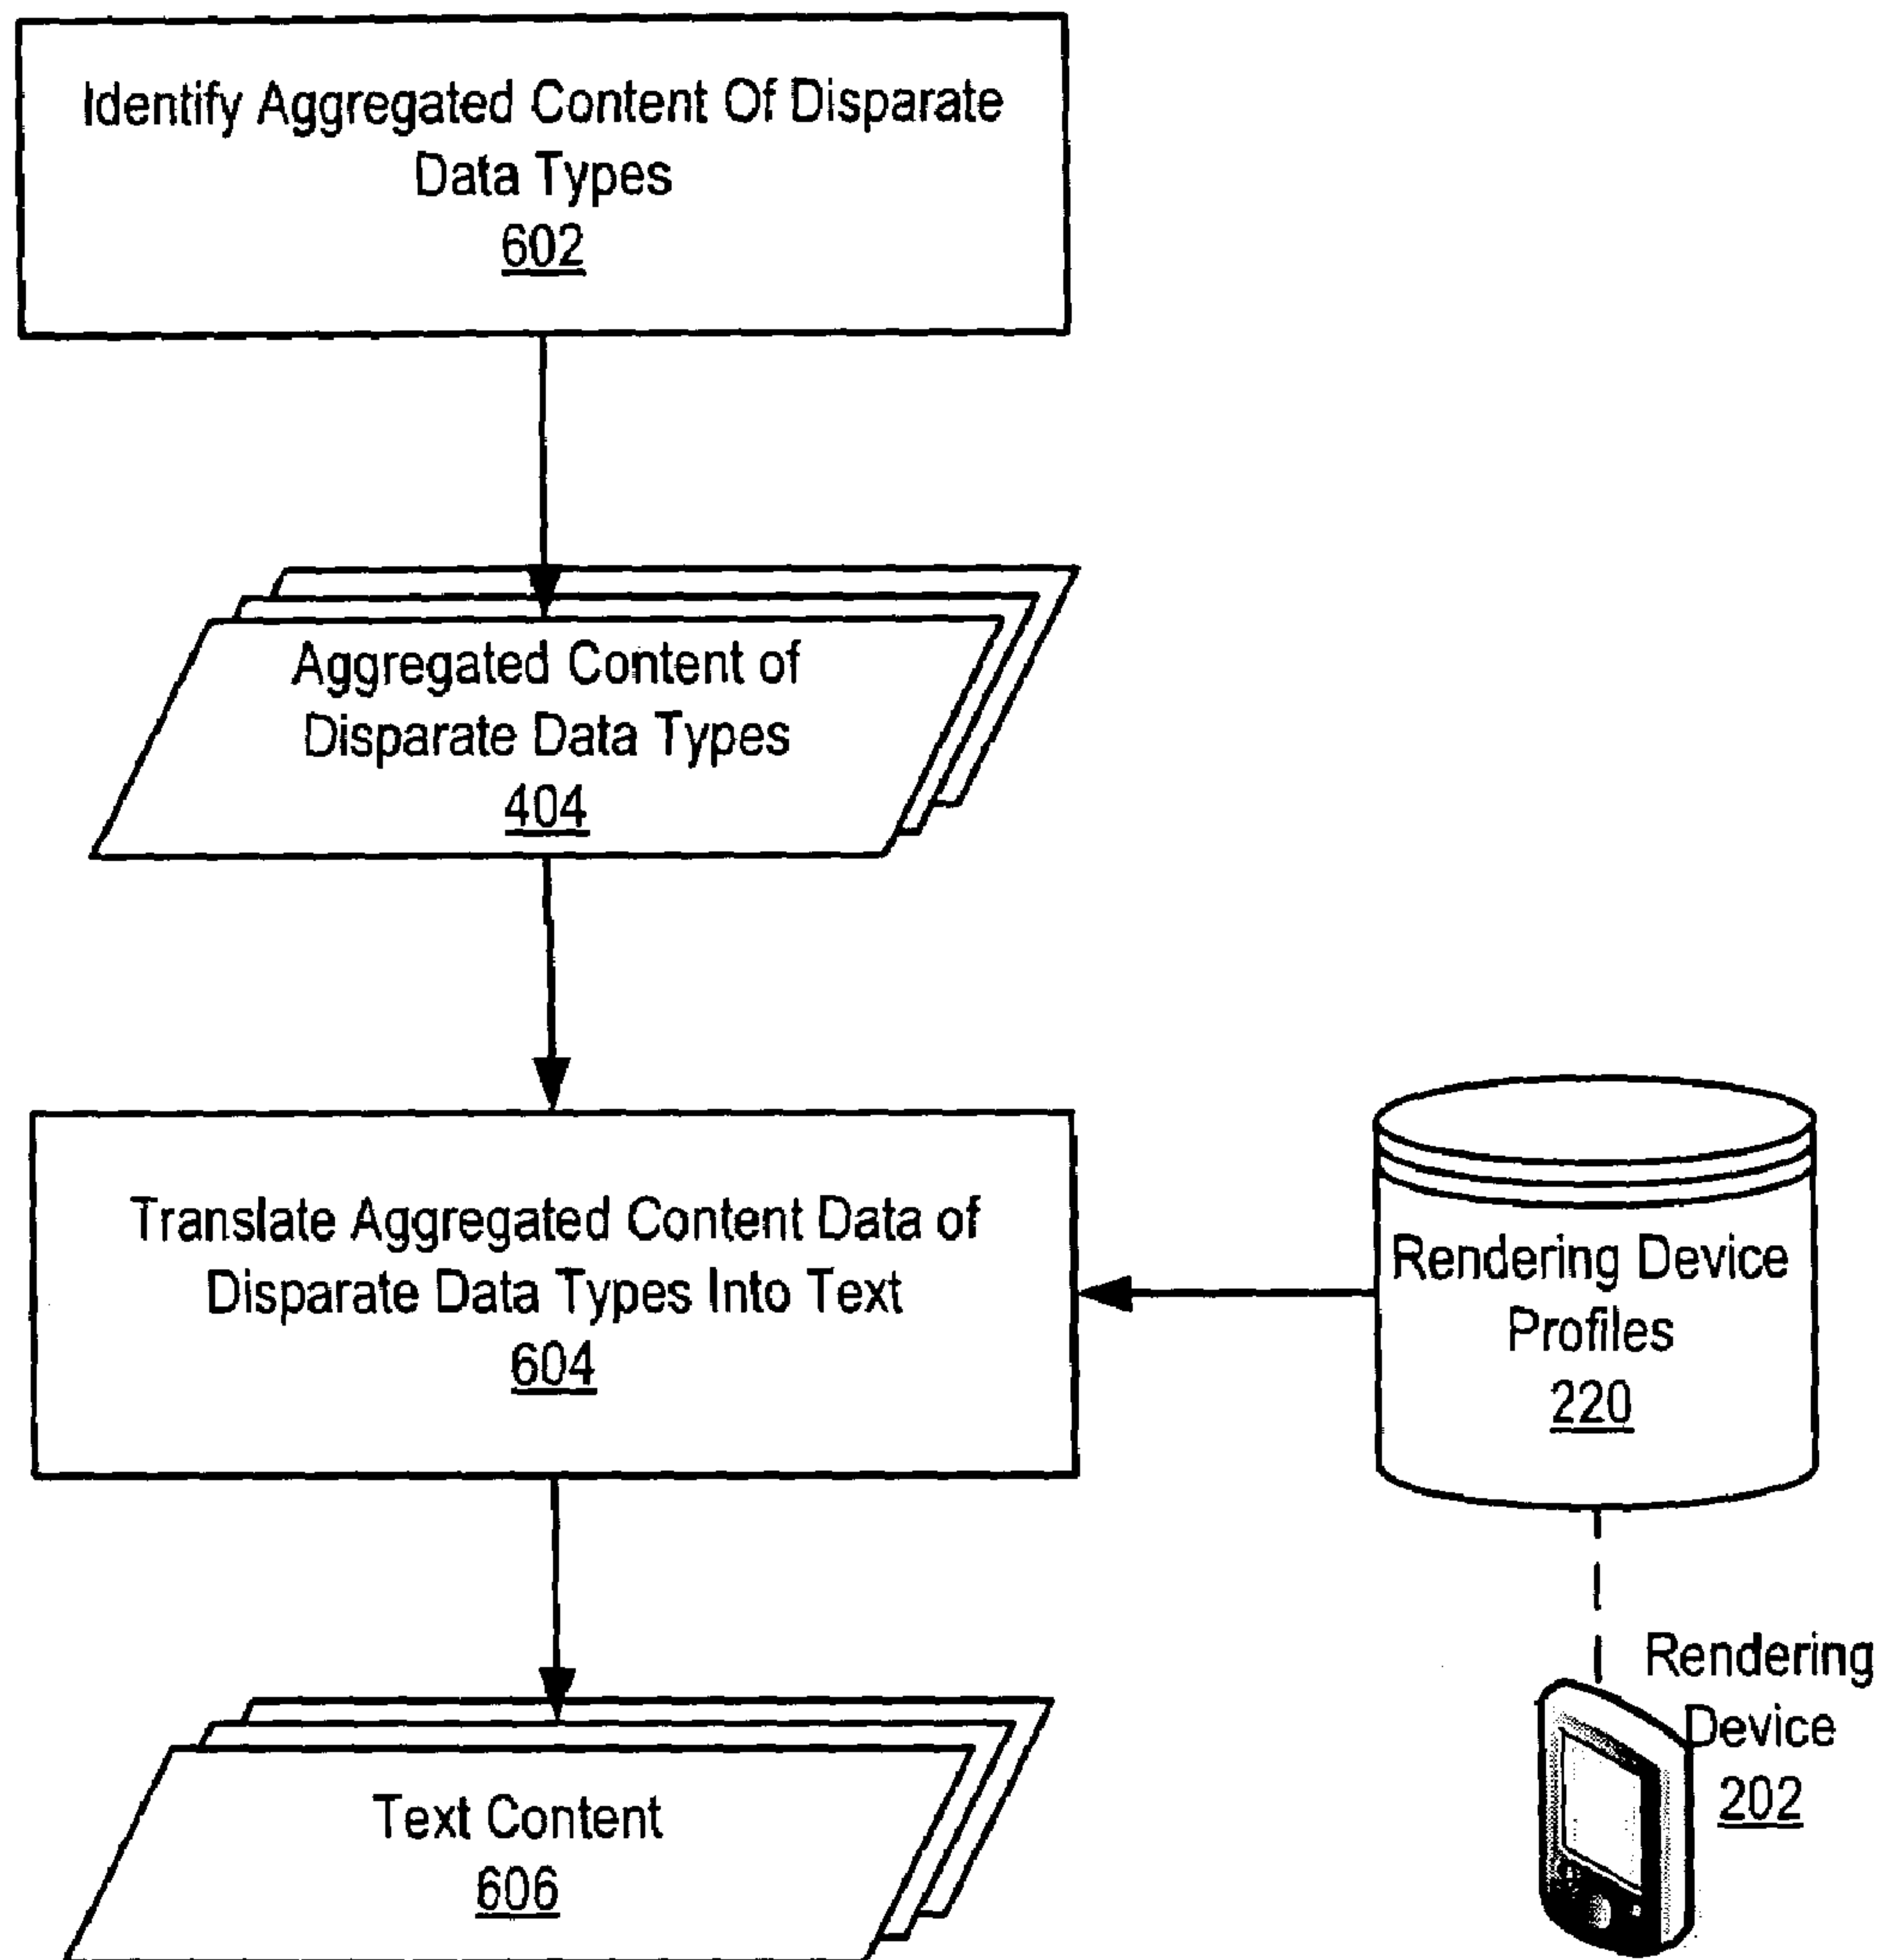 Identify Aggregated Content Of Disparate
Data Types
602
Aggregated Content of
Disparate Data Types
404
Translate Aggregated Content Data of
Disparate Data Types Into Text
604
Rendering Device
Profiles
220
Rendering
Device
202
Text Content
606